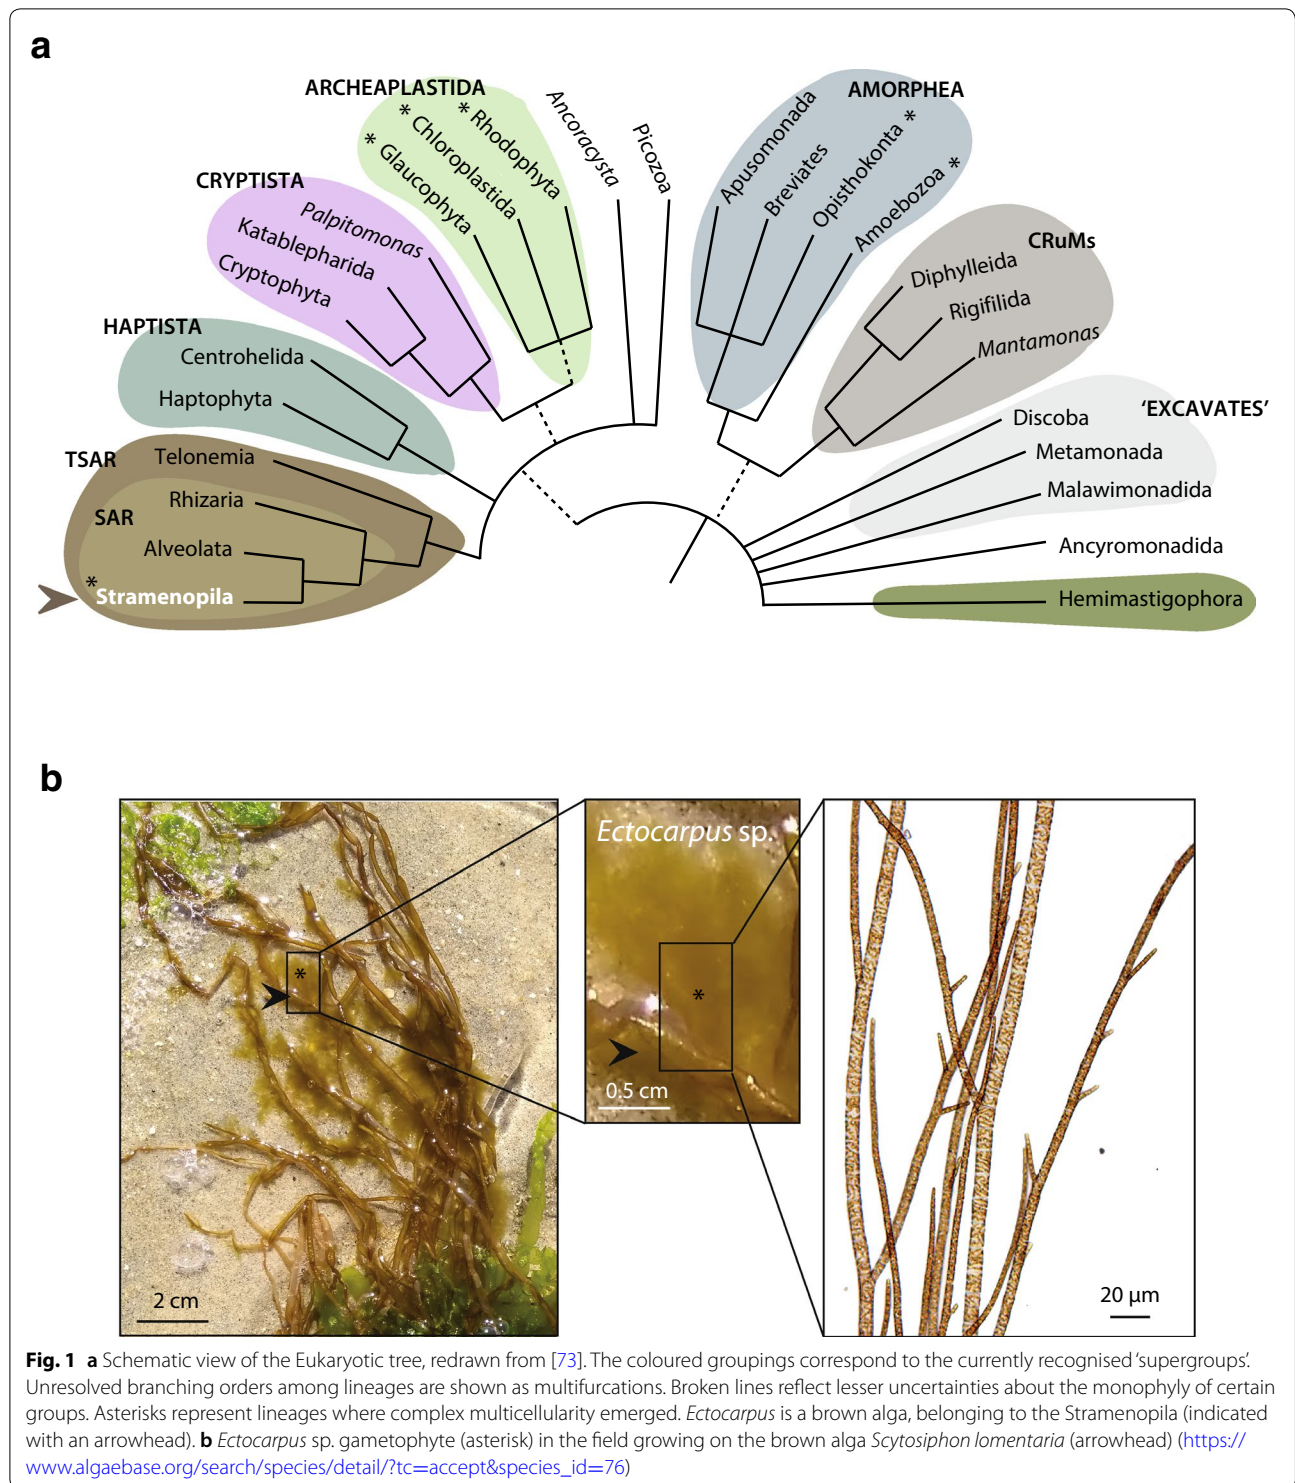 a
ARCHEAPLASTIDA
* Rhodophyta
* Chloroplastida
* Glaucophyta
Ancoracysta
Picozoa
AMORPHEA
Apusomonada
Breviates
Opisthokonta *
Amoebozoa *
CRYPTISTA
Palpitomonas
Katablepharida
Cryptophyta
CRuMs
Diphylleida
Rigifilida
Mantamonas
HAPTISTA
Centrohelida
Haptophyta
'EXCAVATES'
Discoba
Metamonada
Malawimonadida
Ancyromonadida
Hemimastigophora
TSAR
Telonemia
Rhizaria
SAR
Alveolata
*
Stramenopila
b
*
2 cm
Ectocarpus sp.
*
0.5 cm
20 µm
Fig. 1 a Schematic view of the Eukaryotic tree, redrawn from [73]. The coloured groupings correspond to the currently recognised 'supergroups'.
Unresolved branching orders among lineages are shown as multifurcations. Broken lines reflect lesser uncertainties about the monophyly of certain
groups. Asterisks represent lineages where complex multicellularity emerged. Ectocarpus is a brown alga, belonging to the Stramenopila (indicated
with an arrowhead). b Ectocarpus sp. gametophyte (asterisk) in the field growing on the brown alga Scytosiphon lomentaria (arrowhead) (https://
www.algaebase.org/search/species/detail/?tc=accept&species_id=76)